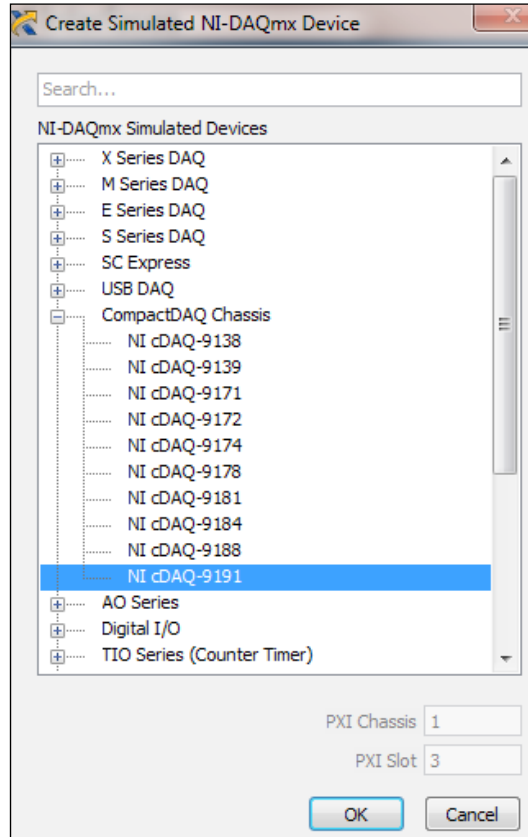 Create Simulated NI-DAQmx Device
Search...
NI-DAQmx Simulated Devices
X Series DAQ
M Series DAQ
E Series DAQ
S Series DAQ
SC Express
USB DAQ
CompactDAQ Chassis
NI cDAQ-9138
NI cDAQ-9139
NI cDAQ-9171
NI cDAQ-9172
NI cDAQ-9174
NI cDAQ-9178
NI cDAQ-9181
NI cDAQ-9184
NI cDAQ-9188
NI cDAQ-9191
AO Series
Digital I/O
TIO Series (Counter Timer)
PXI Chassis 1
PXI Slot 3
OK Cancel